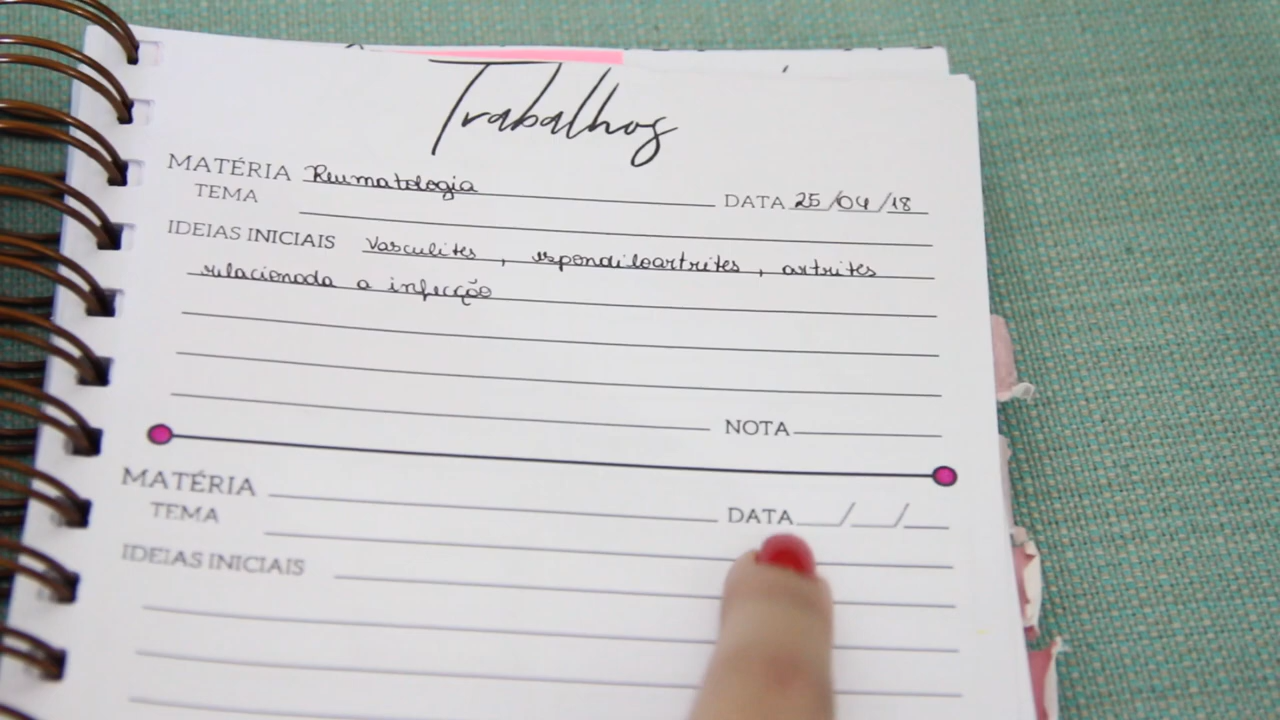 Trabalhos
MATÉRIA Reumatologia DATA 25/04/18
TEMA
IDEIAS INICIAIS Vasculites, espondiloartrites, artrites
relacionada a infecção
NOTA
MATÉRIA DATA / /
TEMA
IDEIAS INICIAIS